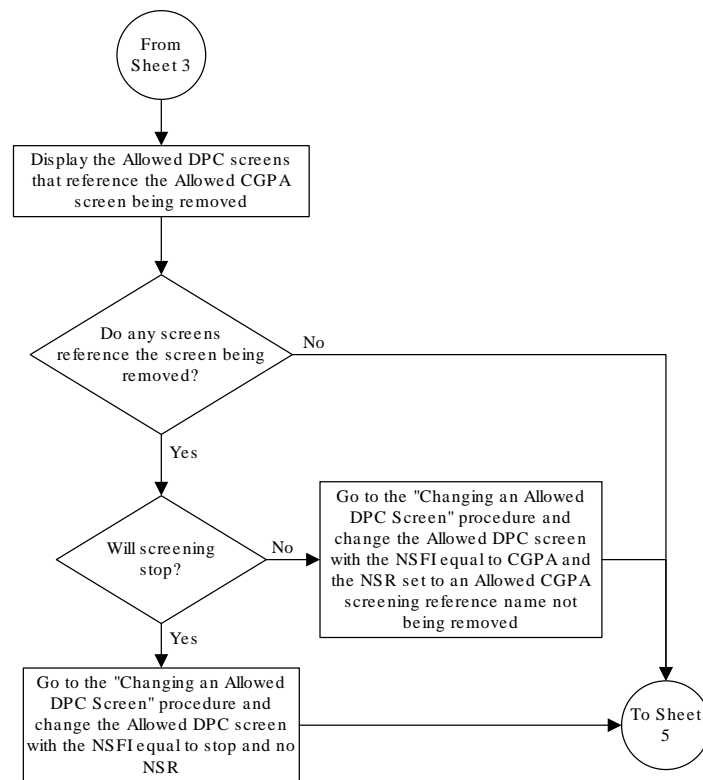 From
Sheet 3
Display the Allowed DPC screens
that reference the Allowed CGPA
screen being removed
Do any screens
reference the screen being
removed?
No
Yes
Will screening
stop?
No
Go to the "Changing an Allowed
DPC Screen" procedure and
change the Allowed DPC screen
with the NSFI equal to CGPA and
the NSR set to an Allowed CGPA
screening reference name not
being removed
Yes
Go to the "Changing an Allowed
DPC Screen" procedure and
change the Allowed DPC screen
with the NSFI equal to stop and no
NSR
To Sheet
5